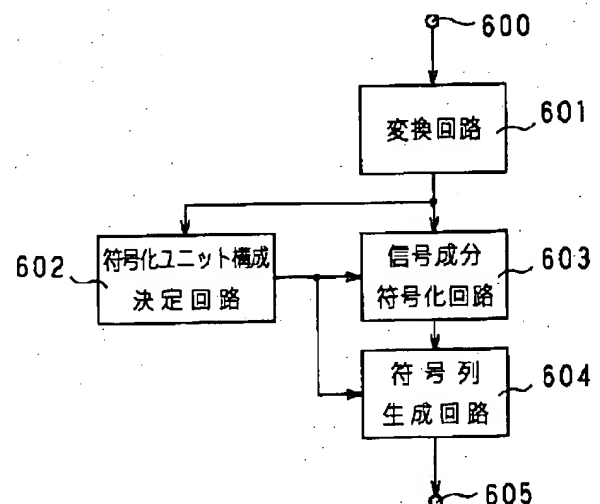 600
変換回路
601
602
符号化ユニット構成
決定回路
信号成分
符号化回路
603
符号列
生成回路
604
605